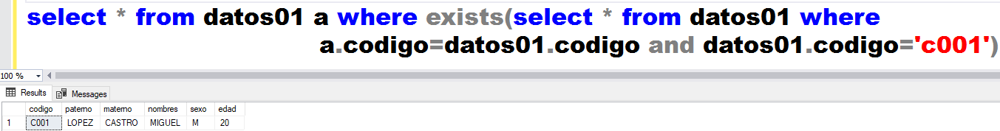 select * from datos01 a where exists(select * from datos01 where
a.codigo=datos01.codigo and datos01.codigo='c001')
100 %
Results Messages
codigo paterno materno nombres sexo edad
1 C001 LOPEZ CASTRO MIGUEL M 20